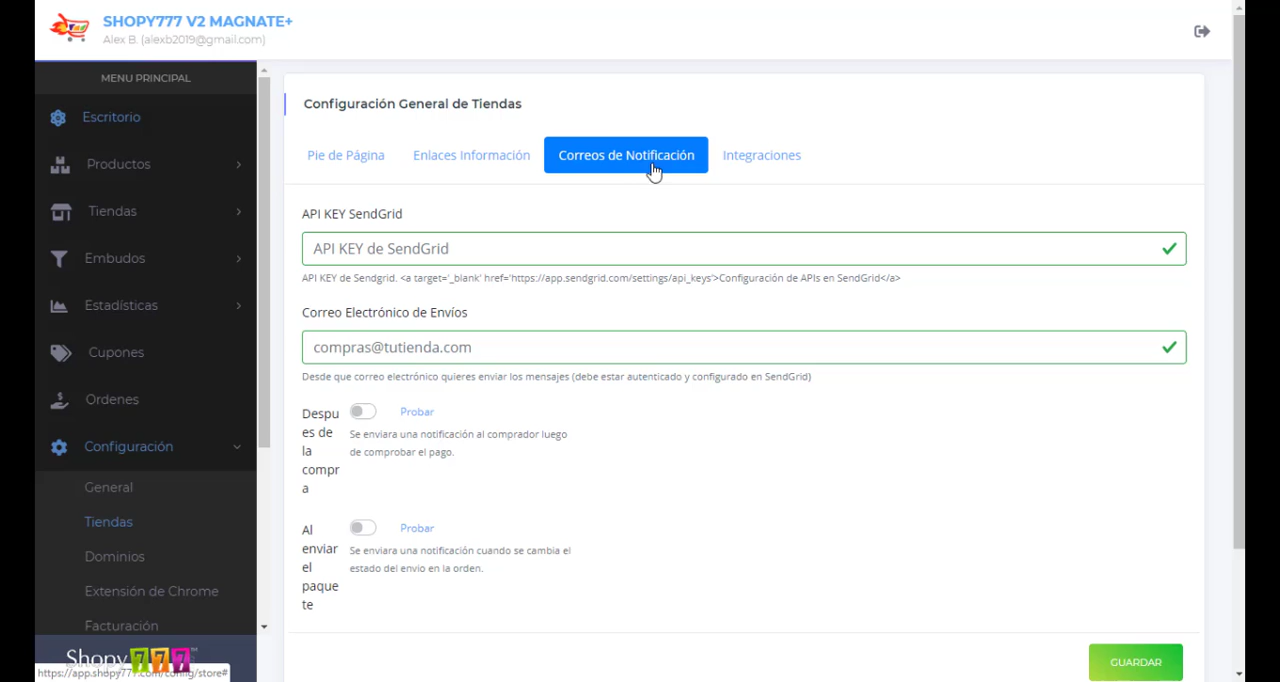 SHOPY777 V2 MAGNATE+
Alex B. (alexb2019@gmail.com)
MENU PRINCIPAL
Escritorio
Productos
Tiendas
Embudos
Estadísticas
Cupones
Ordenes
Configuración
General
Tiendas
Dominios
Extensión de Chrome
Facturación
Shopy777
https://app.shopy777.com/config/store#
Configuración General de Tiendas
Pie de Página
Enlaces Información
Correos de Notificación
Integraciones
API KEY SendGrid
API KEY de SendGrid
API KEY de Sendgrid. <a target='_blank' href='https://app.sendgrid.com/settings/api_keys'>Configuración de APIs en SendGrid</a>
Correo Electrónico de Envíos
compras@tutienda.com
Desde que correo electrónico quieres enviar los mensajes (debe estar autenticado y configurado en SendGrid)
Despu
es de
la
compr
a
Probar
Se enviara una notificación al comprador luego
de comprobar el pago.
Al
enviar
el
paque
te
Probar
Se enviara una notificación cuando se cambia el
estado del envio en la orden.
GUARDAR